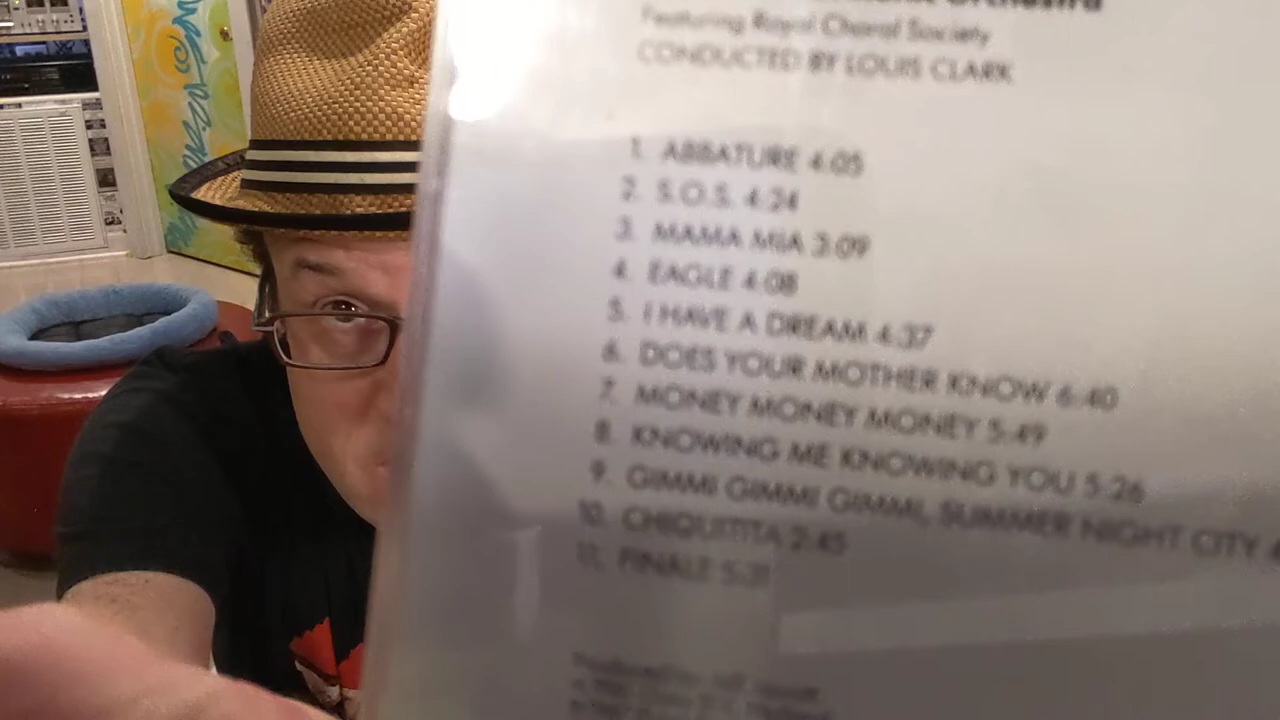 Orchestra
Featuring Royal Choral Society
CONDUCTED BY LOUIS CLARK
1. ABBATURE 4:05
2. S.O.S. 4:24
3. MAMA MIA 3:09
4. EAGLE 4:08
5. I HAVE A DREAM 4:37
6. DOES YOUR MOTHER KNOW 6:40
7. MONEY MONEY MONEY 5:49
8. KNOWING ME KNOWING YOU 5:26
9. GIMMI GIMMI GIMMI, SUMMER NIGHT CITY
10. CHIQUITITA 2:45
11. FINALE 5:31